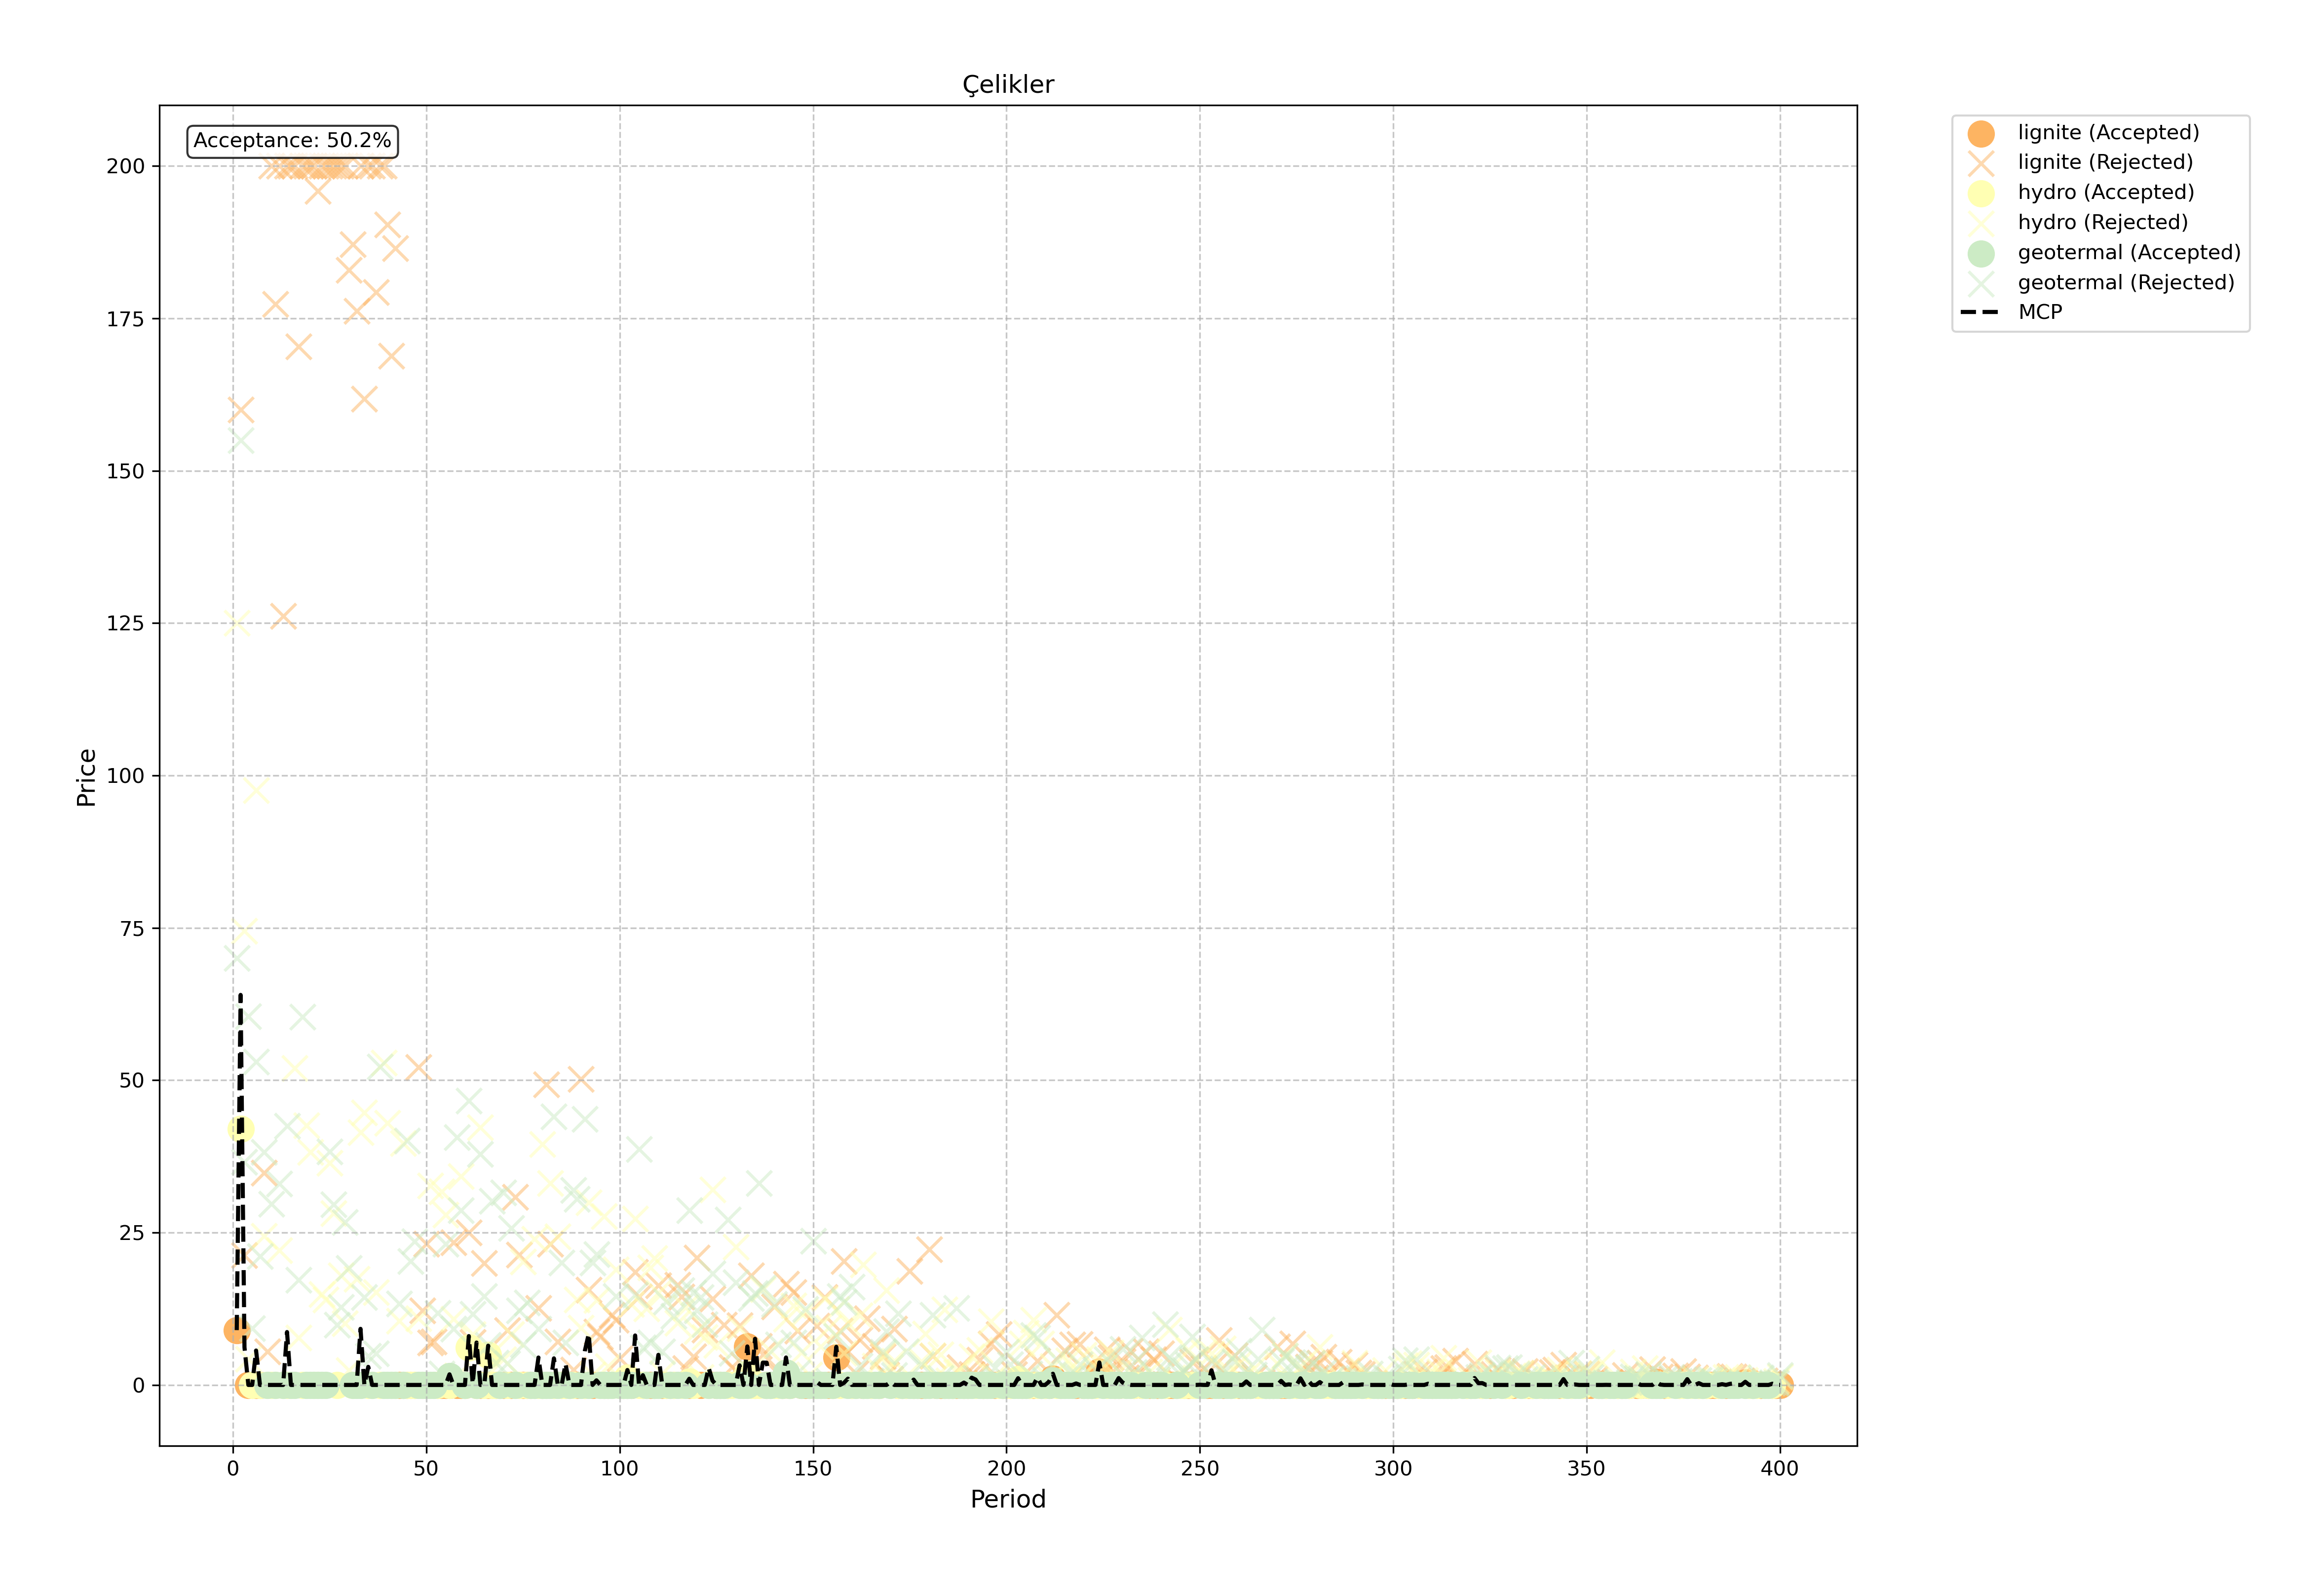 Çelikler
Acceptance: 50.2%
200
175
150
125
100
75
50
25
0
Price
0 50 100 150 200 250 300 350 400
Period
lignite (Accepted)
lignite (Rejected)
hydro (Accepted)
hydro (Rejected)
geotermal (Accepted)
geotermal (Rejected)
MCP